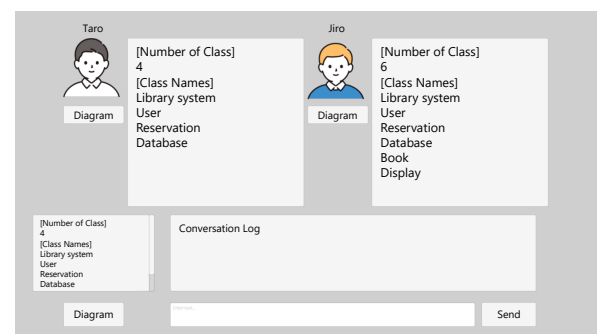 Taro
[Number of Class]
4
[Class Names]
Library system
User
Reservation
Database
Diagram
Jiro
[Number of Class]
6
[Class Names]
Library system
User
Reservation
Database
Book
Display
Diagram
[Number of Class]
4
[Class Names]
Library system
User
Reservation
Database
Conversation Log
Diagram
Send